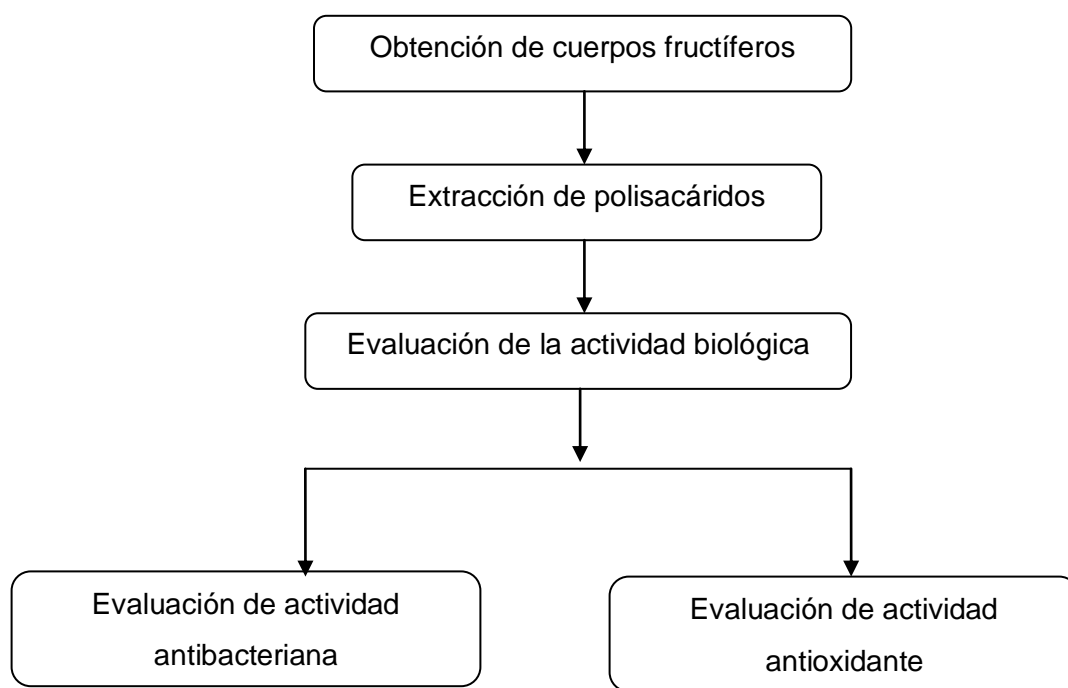 Obtención de cuerpos fructíferos
Extracción de polisacáridos
Evaluación de la actividad biológica
Evaluación de actividad
antibacteriana
Evaluación de actividad
antioxidante